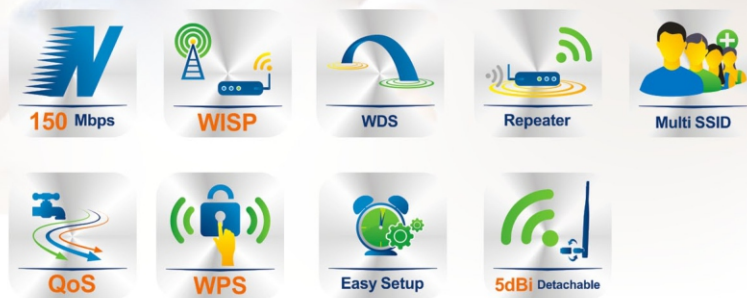 N
150 Mbps
WISP
WDS
Repeater
Multi SSID
QoS
WPS
Easy Setup
5dBi Detachable